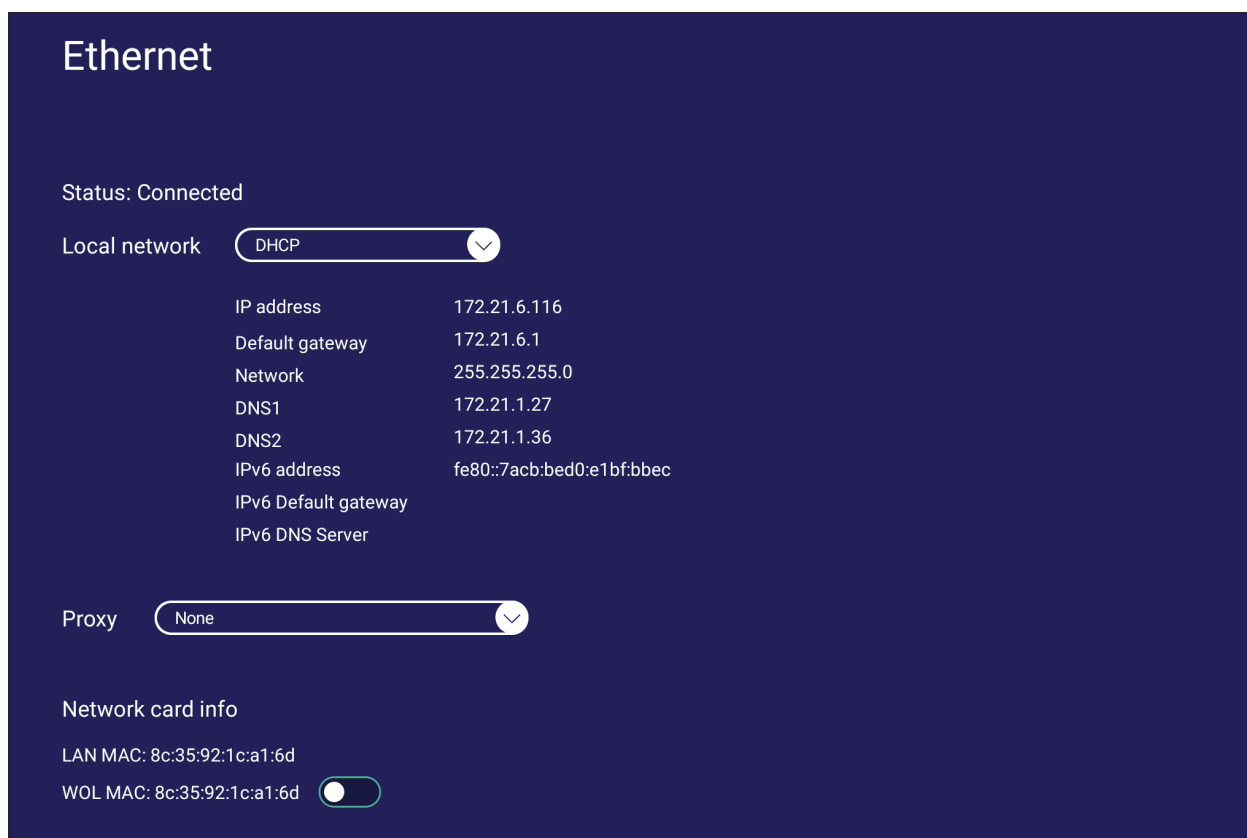 Ethernet
Status: Connected
Local network DHCP
IP address 172.21.6.116
Default gateway 172.21.6.1
Network 255.255.255.0
DNS1 172.21.1.27
DNS2 172.21.1.36
IPv6 address fe80::7acb:bed0:e1bf:bbec
IPv6 Default gateway
IPv6 DNS Server
Proxy None
Network card info
LAN MAC: 8c:35:92:1c:a1:6d
WOL MAC: 8c:35:92:1c:a1:6d